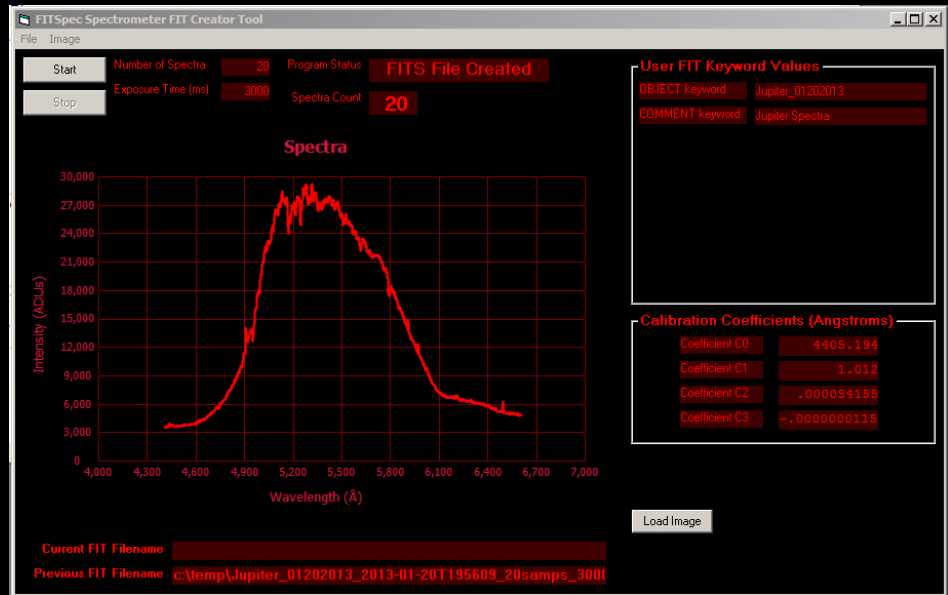 FITSpec Spectrometer FIT Creator Tool
File Image
Start
Stop
Number of Spectra 20
Exposure Time (ms) 3000
Program Status FITS File Created
Spectra Count 20
User FIT Keyword Values
OBJECT keyword Jupiter_01202013
COMMENT keyword Jupiter Spectra
Spectra
Intensity (ADUs)
30,000
27,000
24,000
21,000
18,000
15,000
12,000
9,000
6,000
3,000
0
4,000 4,300 4,600 4,900 5,200 5,500 5,800 6,100 6,400 6,700 7,000
Wavelength (Å)
Calibration Coefficients (Angstroms)
Coefficient C0 4405.194
Coefficient C1 1.012
Coefficient C2 .000054155
Coefficient C3 -.0000000115
Load Image
Current FIT Filename
Previous FIT Filename c:\temp\Jupiter_01202013_2013-01-20T195609_20samps_300(